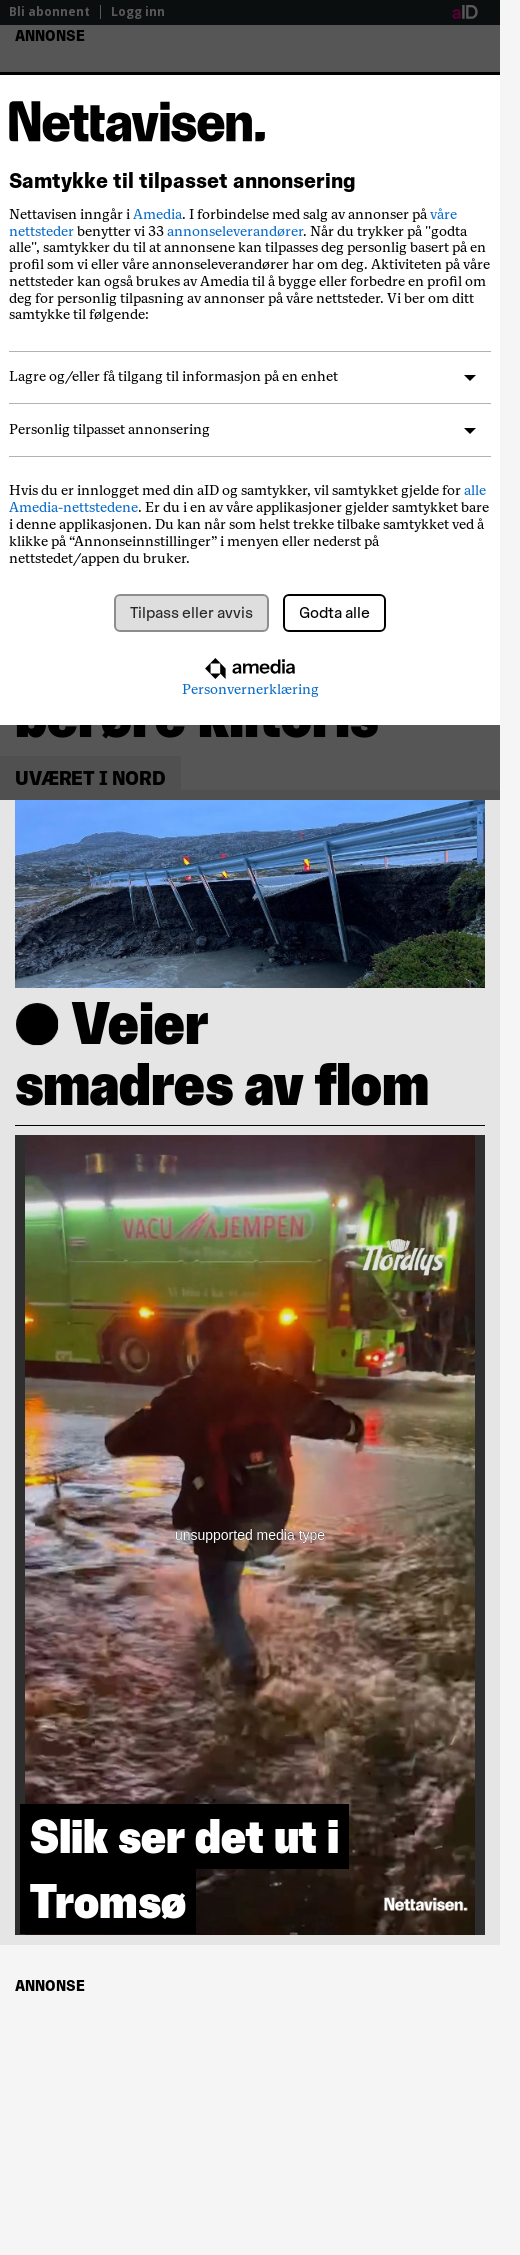 Bli abonnent | Logg inn
aID
ANNONSE
Nettavisen.
Samtykke til tilpasset annonsering
Nettavisen inngår i Amedia. I forbindelse med salg av annonser på våre
nettsteder benytter vi 33 annonseleverandører. Når du trykker på "godta
alle", samtykker du til at annonsene kan tilpasses deg personlig basert på en
profil som vi eller våre annonseleverandører har om deg. Aktiviteten på våre
nettsteder kan også brukes av Amedia til å bygge eller forbedre en profil om
deg for personlig tilpasning av annonser på våre nettsteder. Vi ber om ditt
samtykke til følgende:
Lagre og/eller få tilgang til informasjon på en enhet
Personlig tilpasset annonsering
Hvis du er innlogget med din aID og samtykker, vil samtykket gjelde for alle
Amedia-nettstedene. Er du i en av våre applikasjoner gjelder samtykket bare
i denne applikasjonen. Du kan når som helst trekke tilbake samtykket ved å
klikke på “Annonseinnstillinger” i menyen eller nederst på
nettstedet/appen du bruker.
Tilpass eller avvis Godta alle
amedia
Personvernerklæring
UVÆRET I NORD
Veier
smadres av flom
VACUKJEMPEN
Nordlys
unsupported media type
Slik ser det ut i
Tromsø
Nettavisen.
ANNONSE